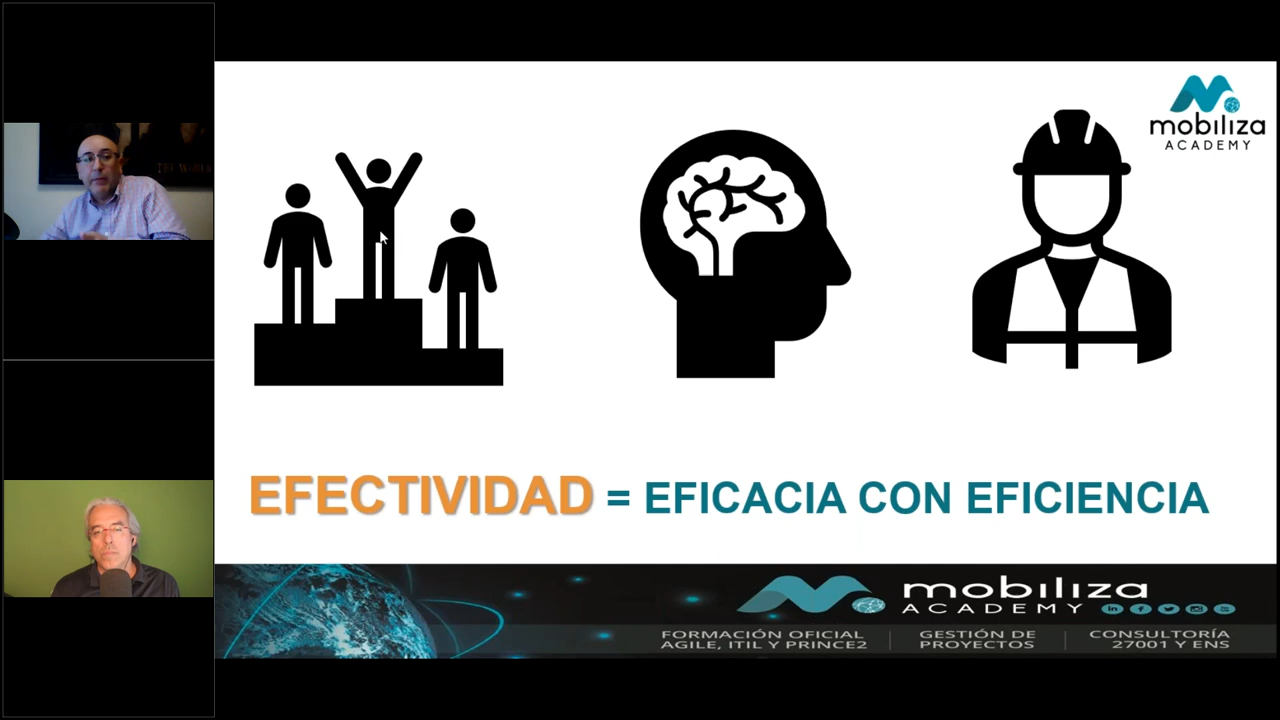 mobiliza
ACADEMY
EFECTIVIDAD = EFICACIA CON EFICIENCIA
mobiliza
ACADEMY
FORMACIÓN OFICIAL
AGILE, ITIL Y PRINCE2
GESTIÓN DE
PROYECTOS
CONSULTORÍA
27001 Y ENS